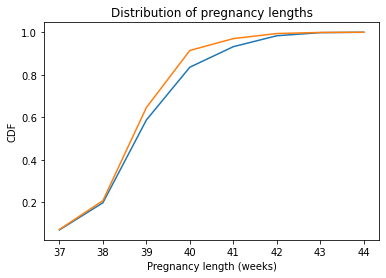 Distribution of pregnancy lengths
1.0
0.8
0.6
0.4
0.2
CDF
37 38 39 40 41 42 43 44
Pregnancy length (weeks)